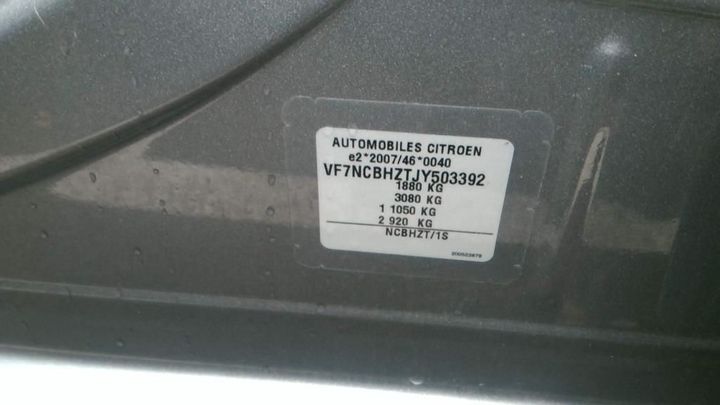 AUTOMOBILES CITROEN
e2*2007/46*0040
VF7NCBHZTJY503392
1880 KG
3080 KG
1 1050 KG
2 920 KG
NCBHZT/1S